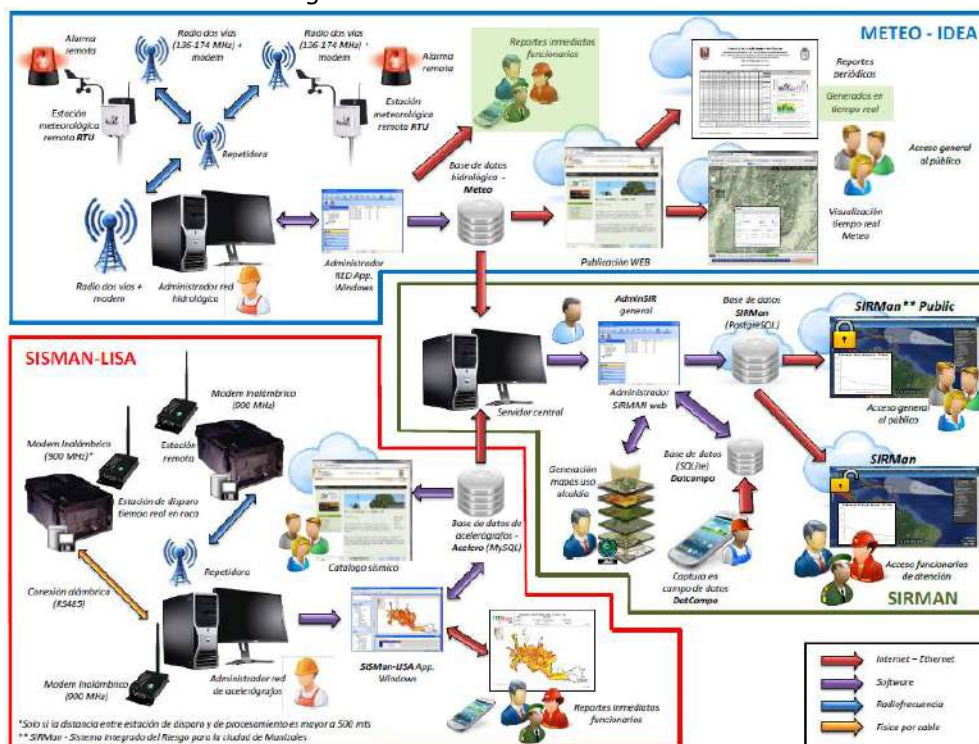 METEO - IDEA
Alarma
remota
Radio dos vías
(136-174 MHz) +
modem
Radio dos vías
(136-174 MHz) +
modem
Alarma
remota
Estación
meteorológica
remota RTU
Estación
meteorológica
remota RTU
Repetidora
Reportes inmediatos
funcionarios
Reportes
periódicos
Generados en
tiempo real
Acceso general
al público
Base de datos
hidrológica -
Meteo
Visualización
tiempo real
Meteo
Radio dos vías +
modem
Administrador red
hidrológica
Administrador
RED App.
Windows
Publicación WEB
SISMAN-LISA
Modem Inalámbrico
(900 MHz)
Modem Inalámbrico
(900 MHz)*
Estación
remota
Estación de disparo
tiempo real en roca
Conexión alámbrica
(RS485)
Repetidora
Catalogo sísmico
Base de datos de
acelerógrafos -
Acelero (MySQL)
Modem Inalámbrico
(900 MHz)
Administrador red
de acelerógrafos
SISMan-LISA App.
Windows
Reportes inmediatos
funcionarios
*Solo si la distancia entre estación de disparo y de procesamiento es mayor a 500 mts
** SIRMan - Sistema Integrado del Riesgo para la ciudad de Manizales
Servidor central
AdminSIR
general
Administrador
SIRMAN web
Base de datos
SIRMan
(PostgreSQL)
SIRMan** Public
Acceso general
al público
Generación
mapas uso
alcaldía
Base de datos
(SQLite)
Datcampo
Captura en
campo de datos
DatCampo
SIRMan
Acceso funcionarios
de atención
SIRMAN
Internet – Ethernet
Software
Radiofrecuencia
Física por cable